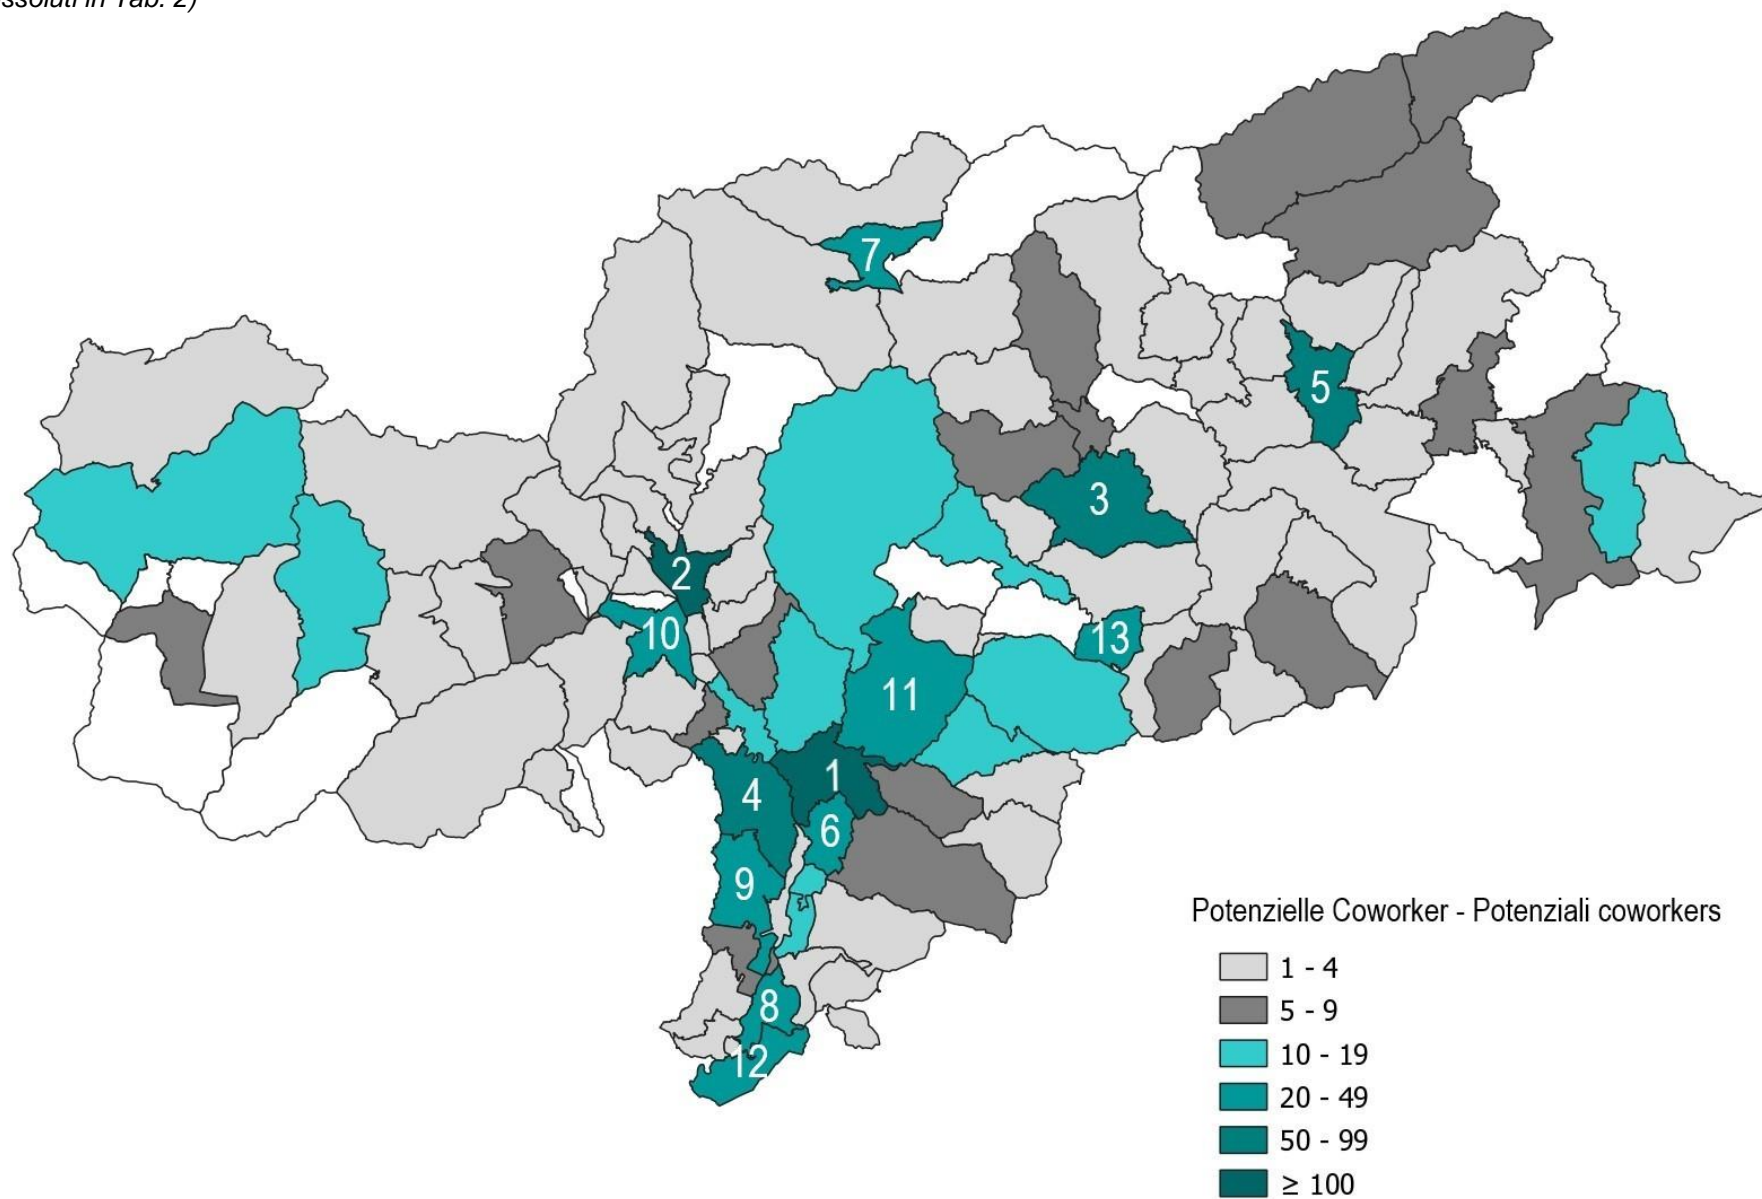 ssoluti in Tab. 2)
7
5
3
2
10
13
11
1
4
6
9
8
12
Potenzielle Coworker - Potenziali coworkers
1 - 4
5 - 9
10 - 19
20 - 49
50 - 99
≥ 100